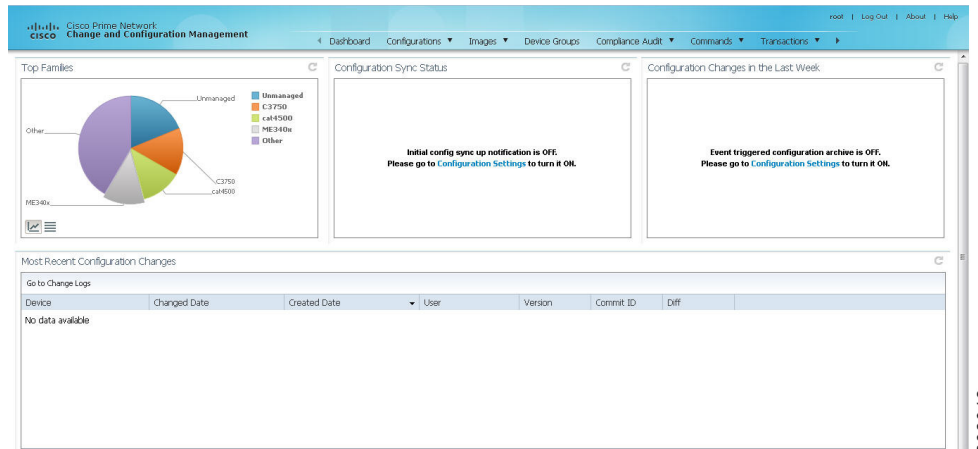 root | Log Out | About | Help
Cisco Prime Network
CISCO Change and Configuration Management
Dashboard Configurations ▼ Images ▼ Device Groups Compliance Audit ▼ Commands ▼ Transactions ▼
Top Families
Unmanaged
Other
C3750
cat4500
ME340x
Unmanaged
C3750
cat4500
ME340x
Other
Configuration Sync Status
Initial config sync up notification is OFF.
Please go to Configuration Settings to turn it ON.
Configuration Changes in the Last Week
Event triggered configuration archive is OFF.
Please go to Configuration Settings to turn it ON.
Most Recent Configuration Changes
Go to Change Logs
Device Changed Date Created Date User Version Commit ID Diff
No data available